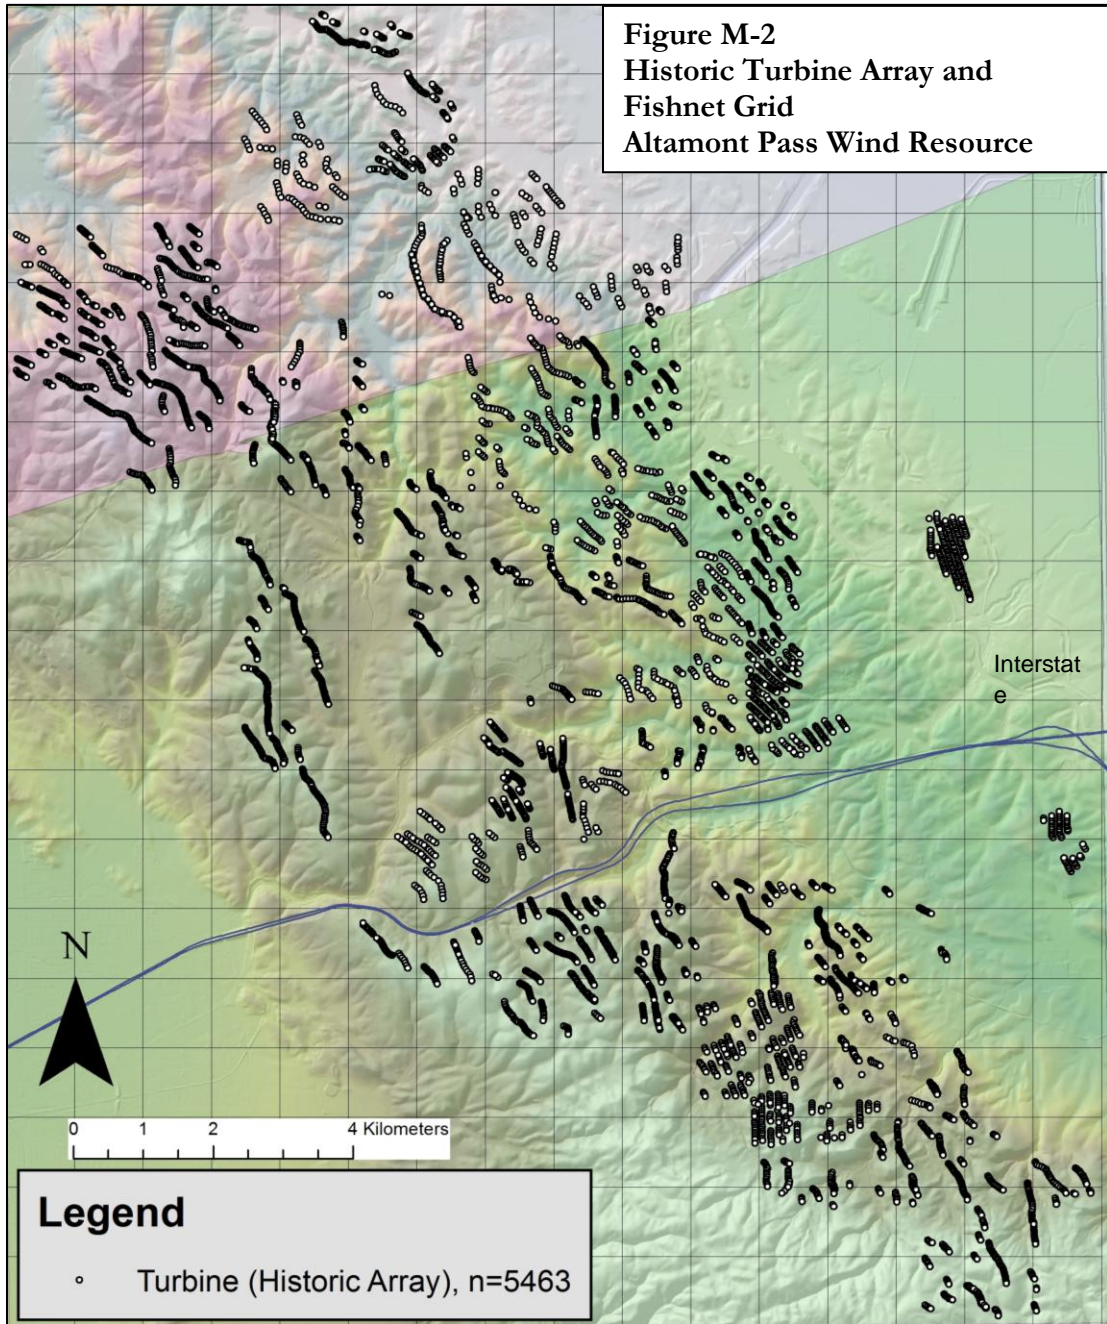 Figure M-2
Historic Turbine Array and
Fishnet Grid
Altamont Pass Wind Resource
Interstat
e
N
0 1 2 4 Kilometers
Legend
Turbine (Historic Array), n=5463